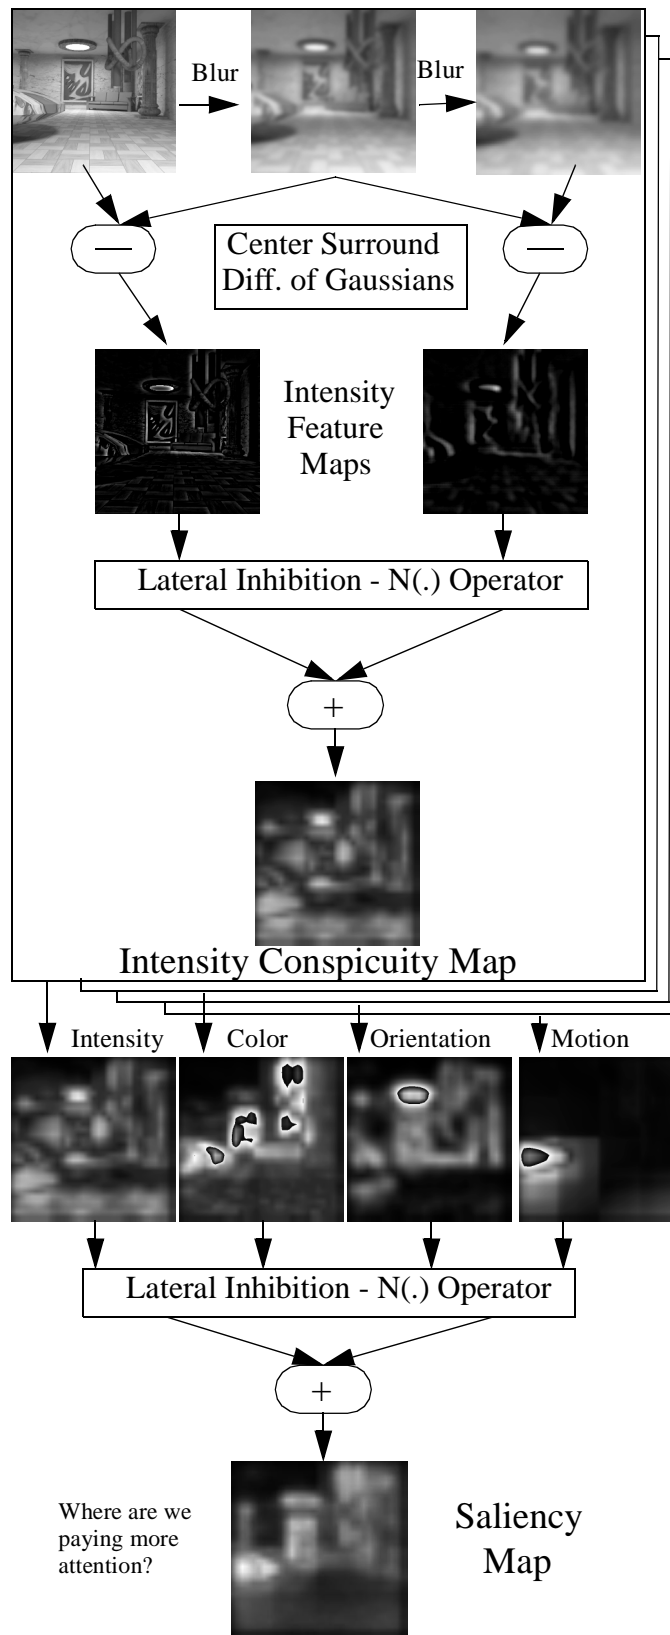 Blur
Blur
Center Surround
Diff. of Gaussians
Intensity
Feature
Maps
Lateral Inhibition - N(.) Operator
+
Intensity Conspicuity Map
Intensity
Color
Orientation
Motion
Lateral Inhibition - N(.) Operator
+
Where are we
paying more
attention?
Saliency
Map